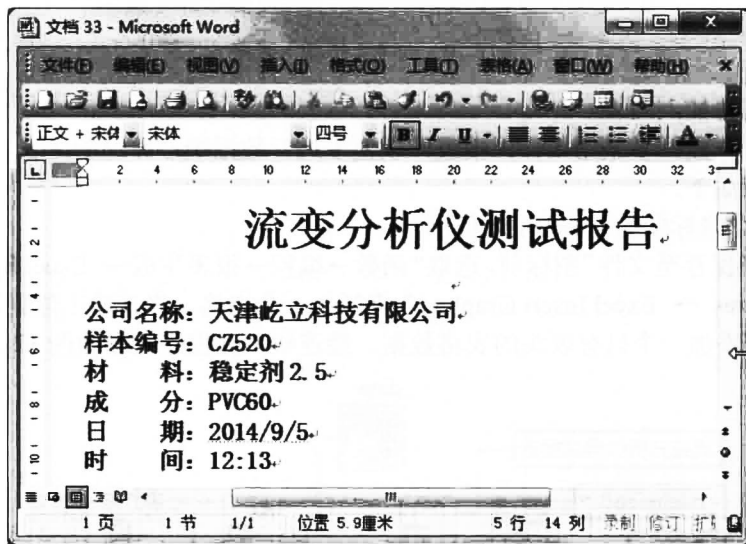 文档 33 - Microsoft Word
文件(F) 编辑(E) 视图(V) 插入(I) 格式(O) 工具(T) 表格(A) 窗口(W) 帮助(H)
正文 + 宋体 宋体 四号 B I U A
L 2 4 6 8 10 12 14 16 18 20 22 24 26 28 30 32 3
流变分析仪测试报告
公司名称：天津屹立科技有限公司
样本编号：CZ520
材 料：稳定剂2.5
成 分：PVC60
日 期：2014/9/5
时 间：12:13
1 页 1 节 1/1 位置 5.9厘米 5 行 14 列 录制 修订 扩